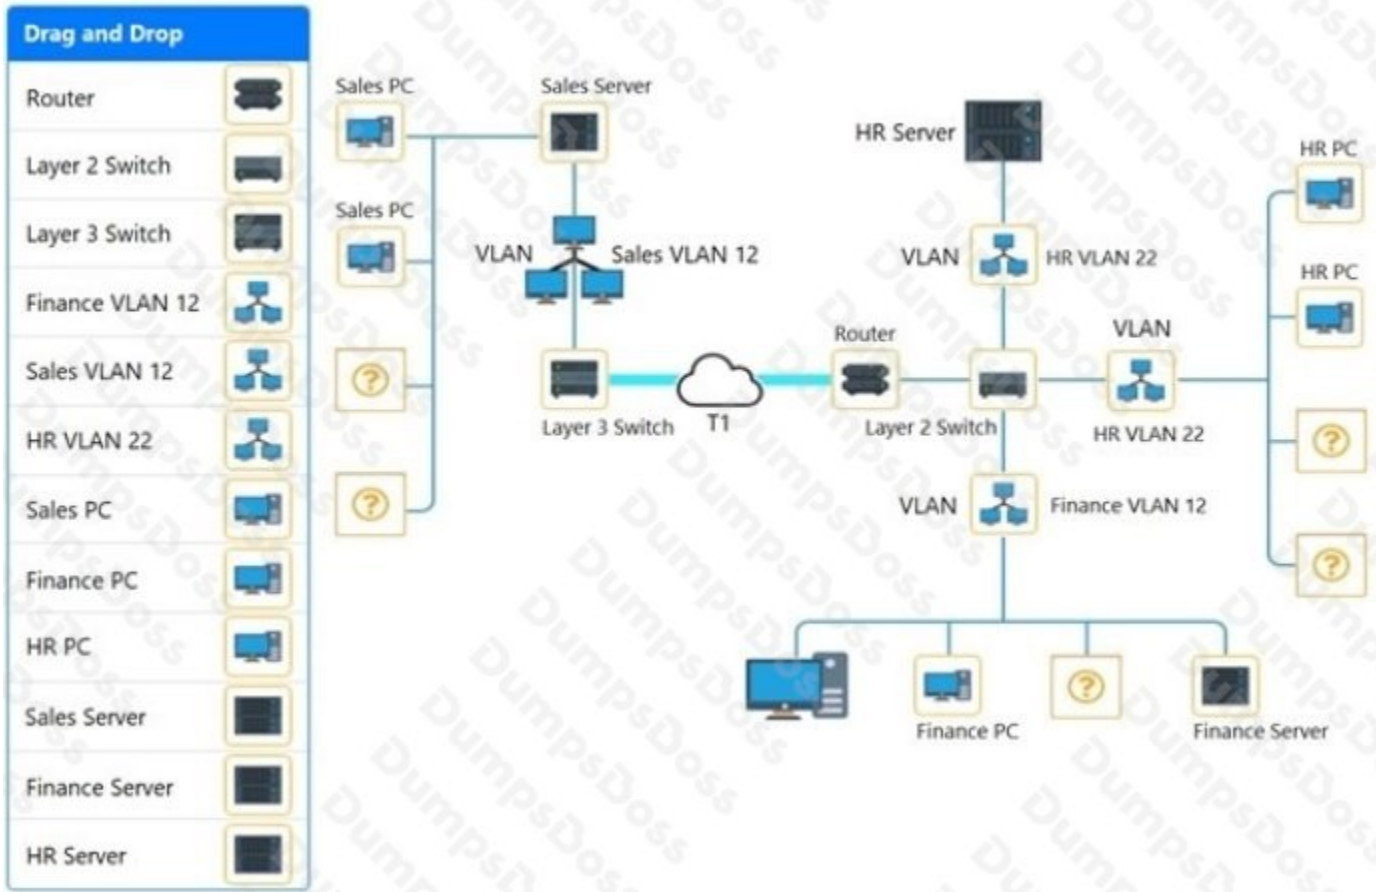 Drag and Drop
Router
Layer 2 Switch
Layer 3 Switch
Finance VLAN 12
Sales VLAN 12
HR VLAN 22
Sales PC
Finance PC
HR PC
Sales Server
Finance Server
HR Server
Sales PC
Sales Server
Sales PC
VLAN
Sales VLAN 12
?
?
Layer 3 Switch
T1
Router
Layer 2 Switch
HR Server
VLAN
HR VLAN 22
VLAN
HR VLAN 22
HR PC
HR PC
?
?
VLAN
Finance VLAN 12
Finance PC
?
Finance Server
DumpsDoss